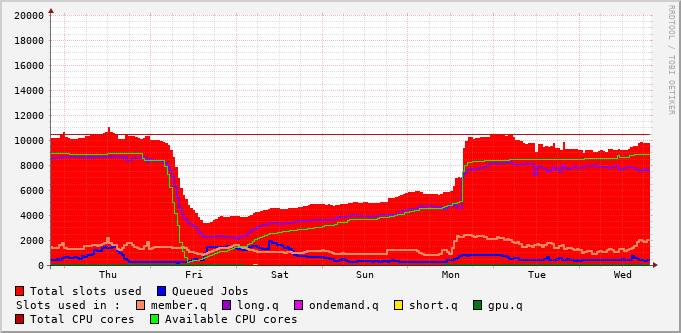 20000
18000
16000
14000
12000
10000
8000
6000
4000
2000
0
Thu Fri Sat Sun Mon Tue Wed
RRDTOOL / TOBI OETIKER
Total slots used Queued Jobs
Slots used in : member.q long.q ondemand.q short.q gpu.q
Total CPU cores Available CPU cores